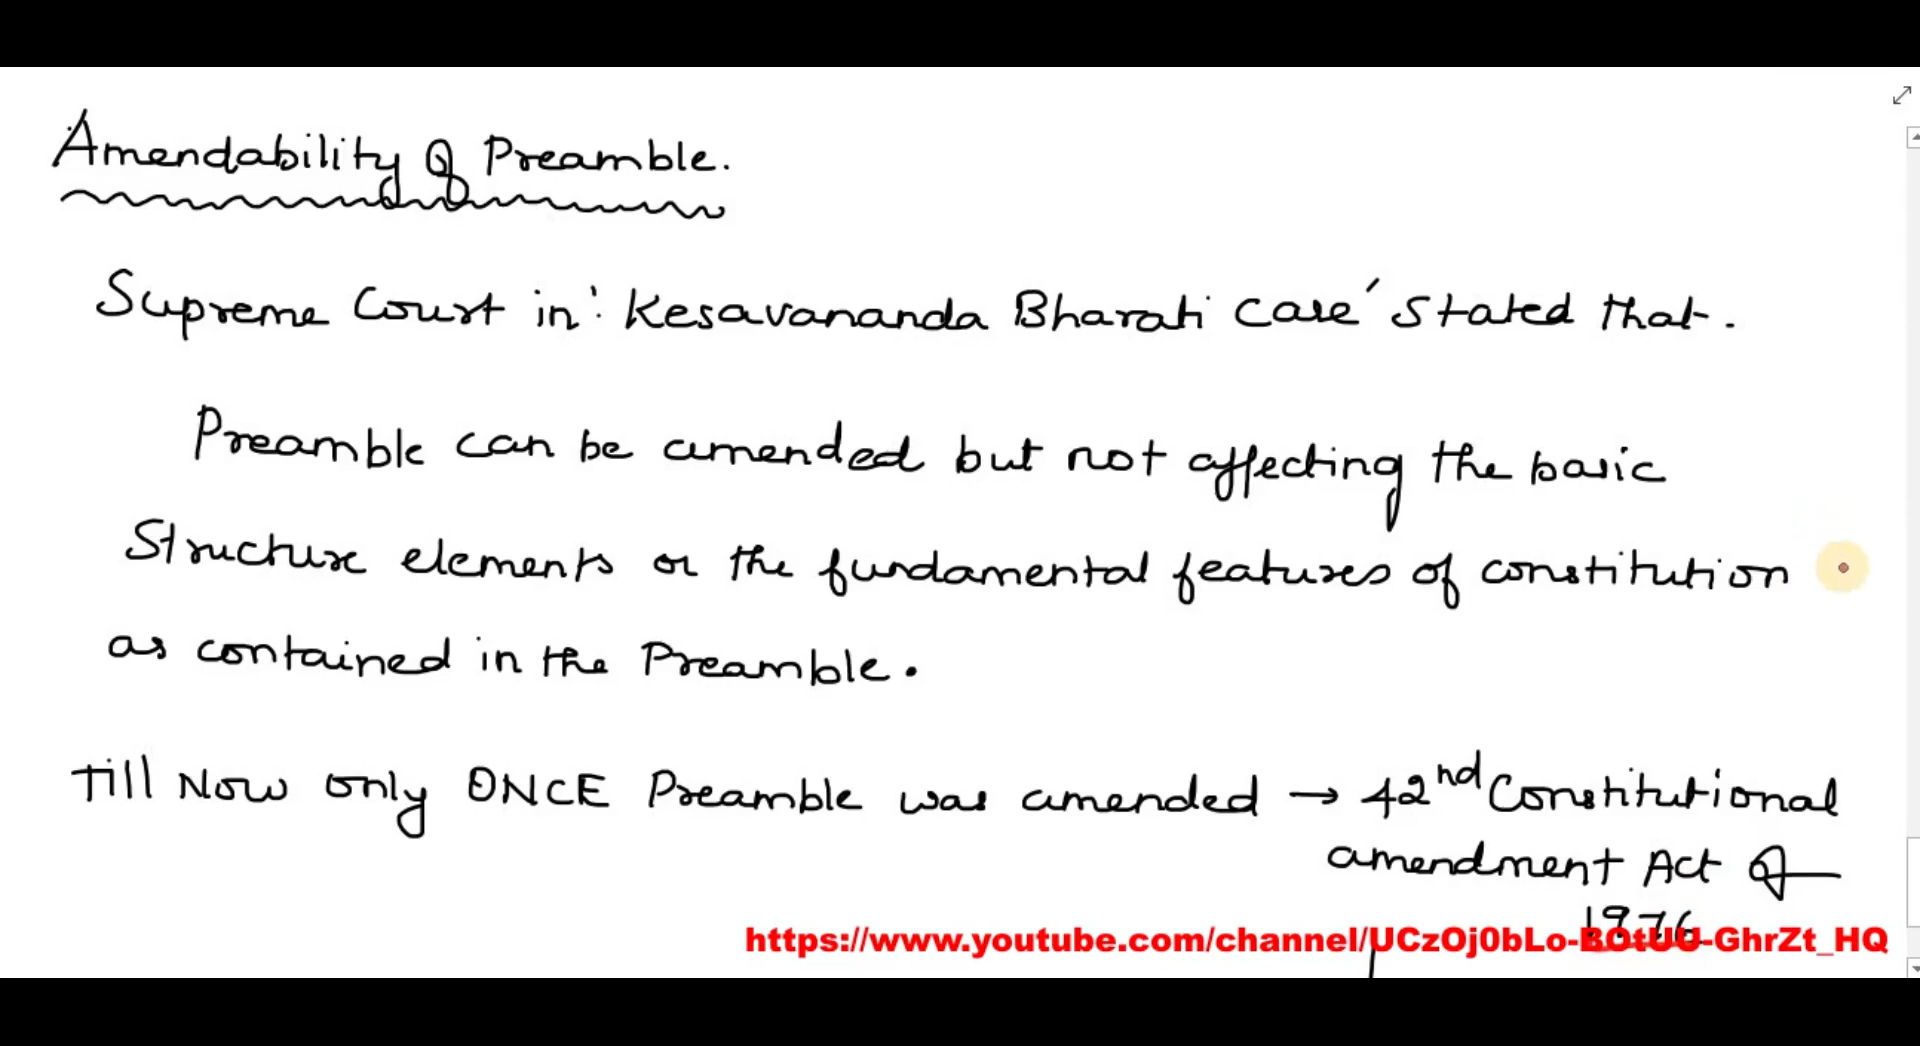 Amendability of Preamble.
Supreme Court in 'Kesavananda Bharati case' stated that.
Preamble can be amended but not affecting the basic
structure elements or the fundamental features of constitution
as contained in the Preamble.
Till Now only ONCE Preamble was amended → 42nd Constitutional
amendment Act of
1976
https://www.youtube.com/channel/UCzOj0bLo-BOtUU-GhrZt_HQ